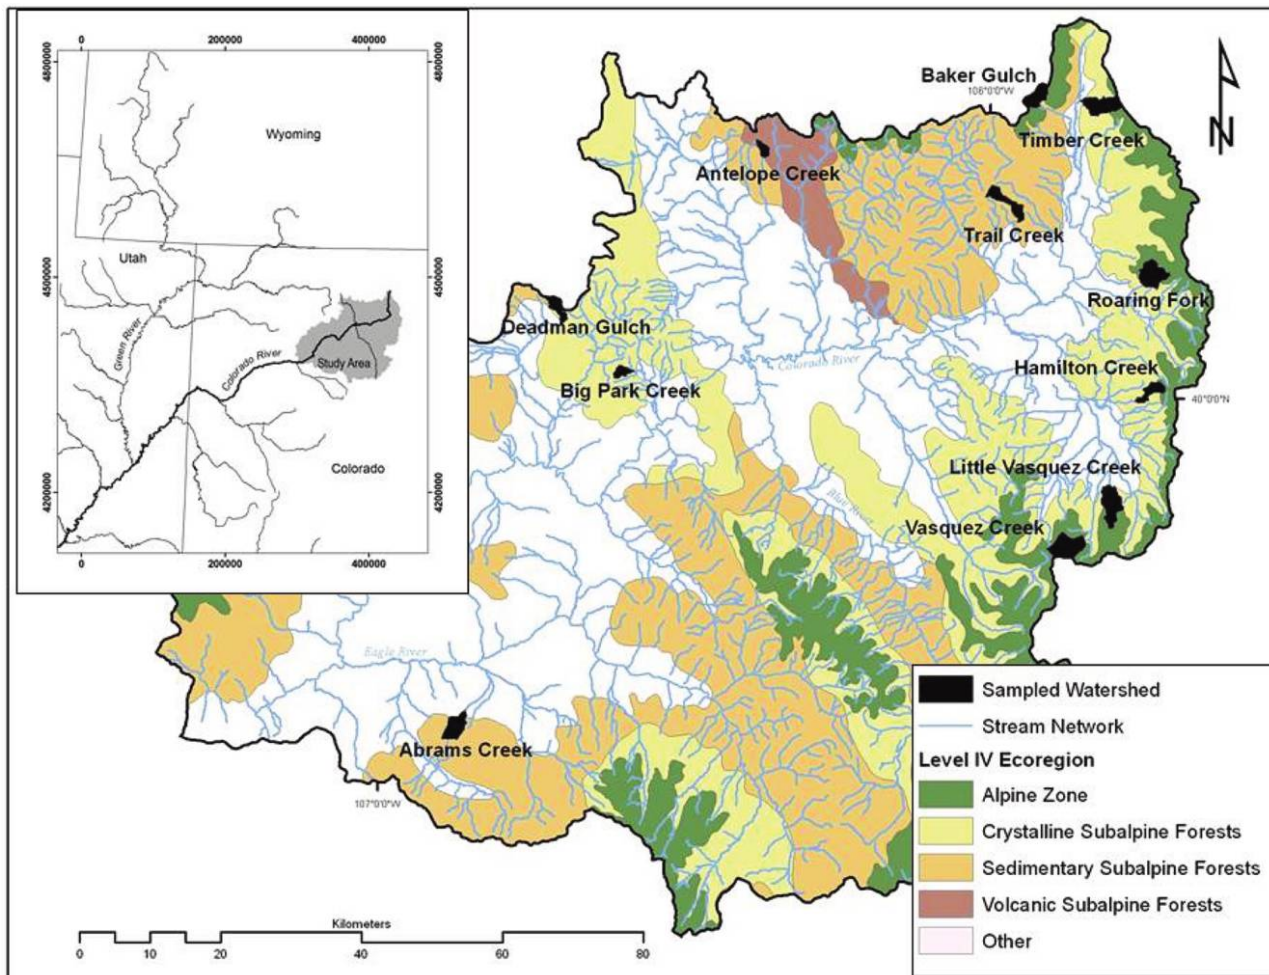 0 200000 400000
4800000
4800000
Wyoming
Utah
4500000
4500000
Green River
Colorado River
Study Area
Colorado
4200000
4200000
0 200000 400000
Baker Gulch
106°0'0"W
N
Timber Creek
Antelope Creek
Trail Creek
Roaring Fork
Deadman Gulch
Colorado River
Hamilton Creek
Big Park Creek
40°0'0"N
Little Vasquez Creek
Blue River
Vasquez Creek
Eagle River
Abrams Creek
107°0'0"W
Sampled Watershed
Stream Network
Level IV Ecoregion
Alpine Zone
Crystalline Subalpine Forests
Sedimentary Subalpine Forests
Volcanic Subalpine Forests
Other
Kilometers
0 10 20 40 60 80